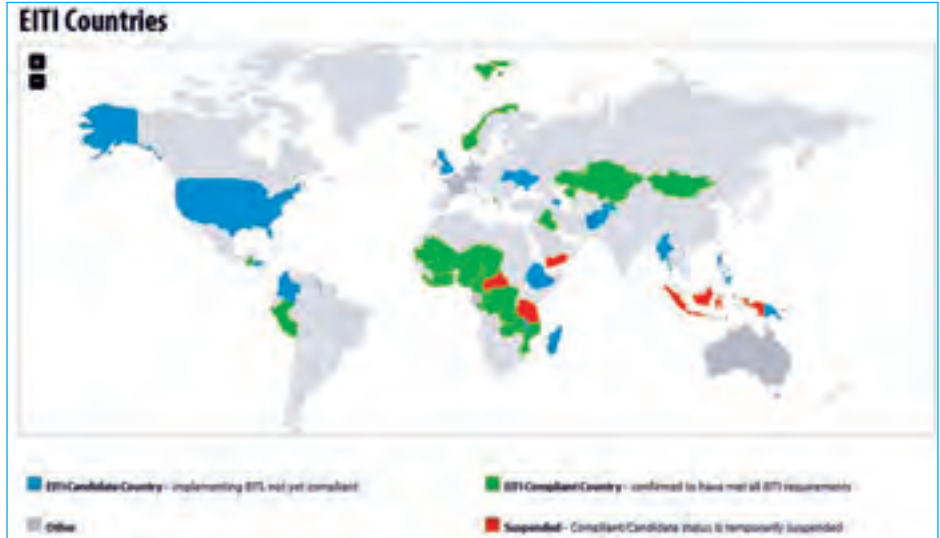 EITI Countries
+
-
EITI Candidate Country - implementing EITI, not yet compliant
EITI Compliant Country - confirmed to have met all EITI requirements
Other
Suspended - Compliant/Candidate status is temporarily suspended